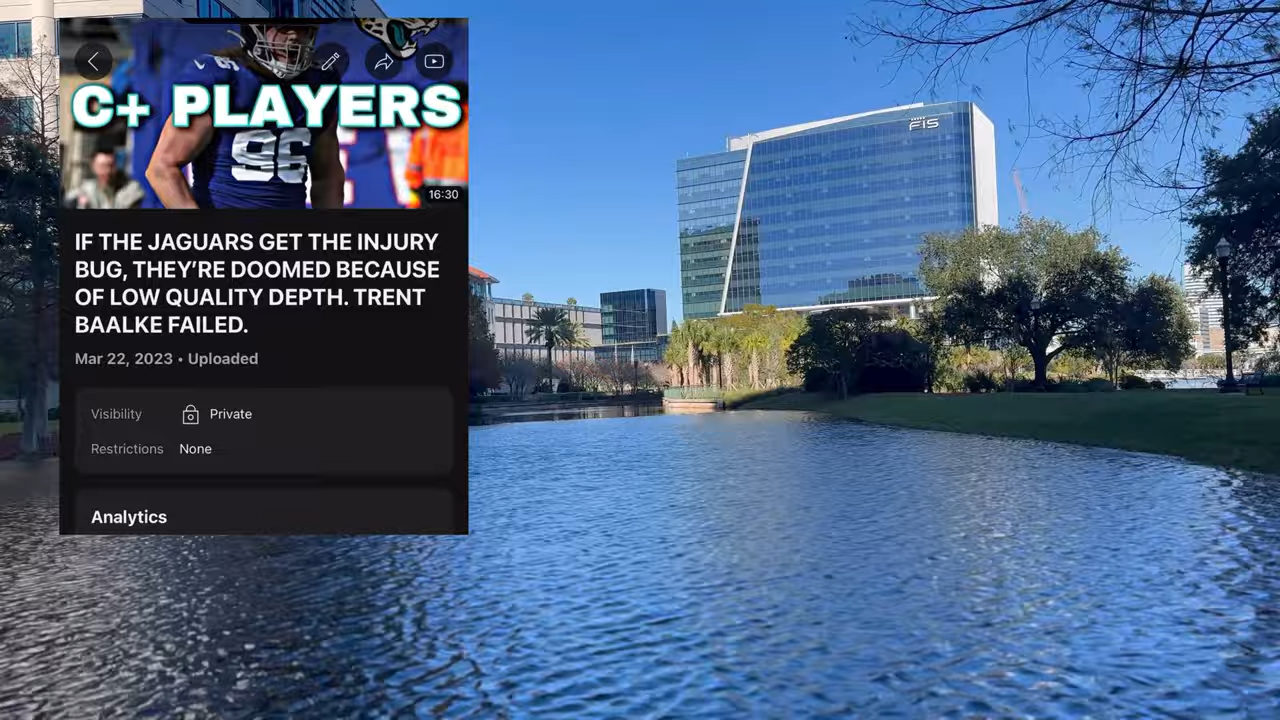 C+ PLAYERS
96
16:30
IF THE JAGUARS GET THE INJURY
BUG, THEY'RE DOOMED BECAUSE
OF LOW QUALITY DEPTH. TRENT
BAALKE FAILED.
Mar 22, 2023 • Uploaded
Visibility Private
Restrictions None
Analytics
FIS